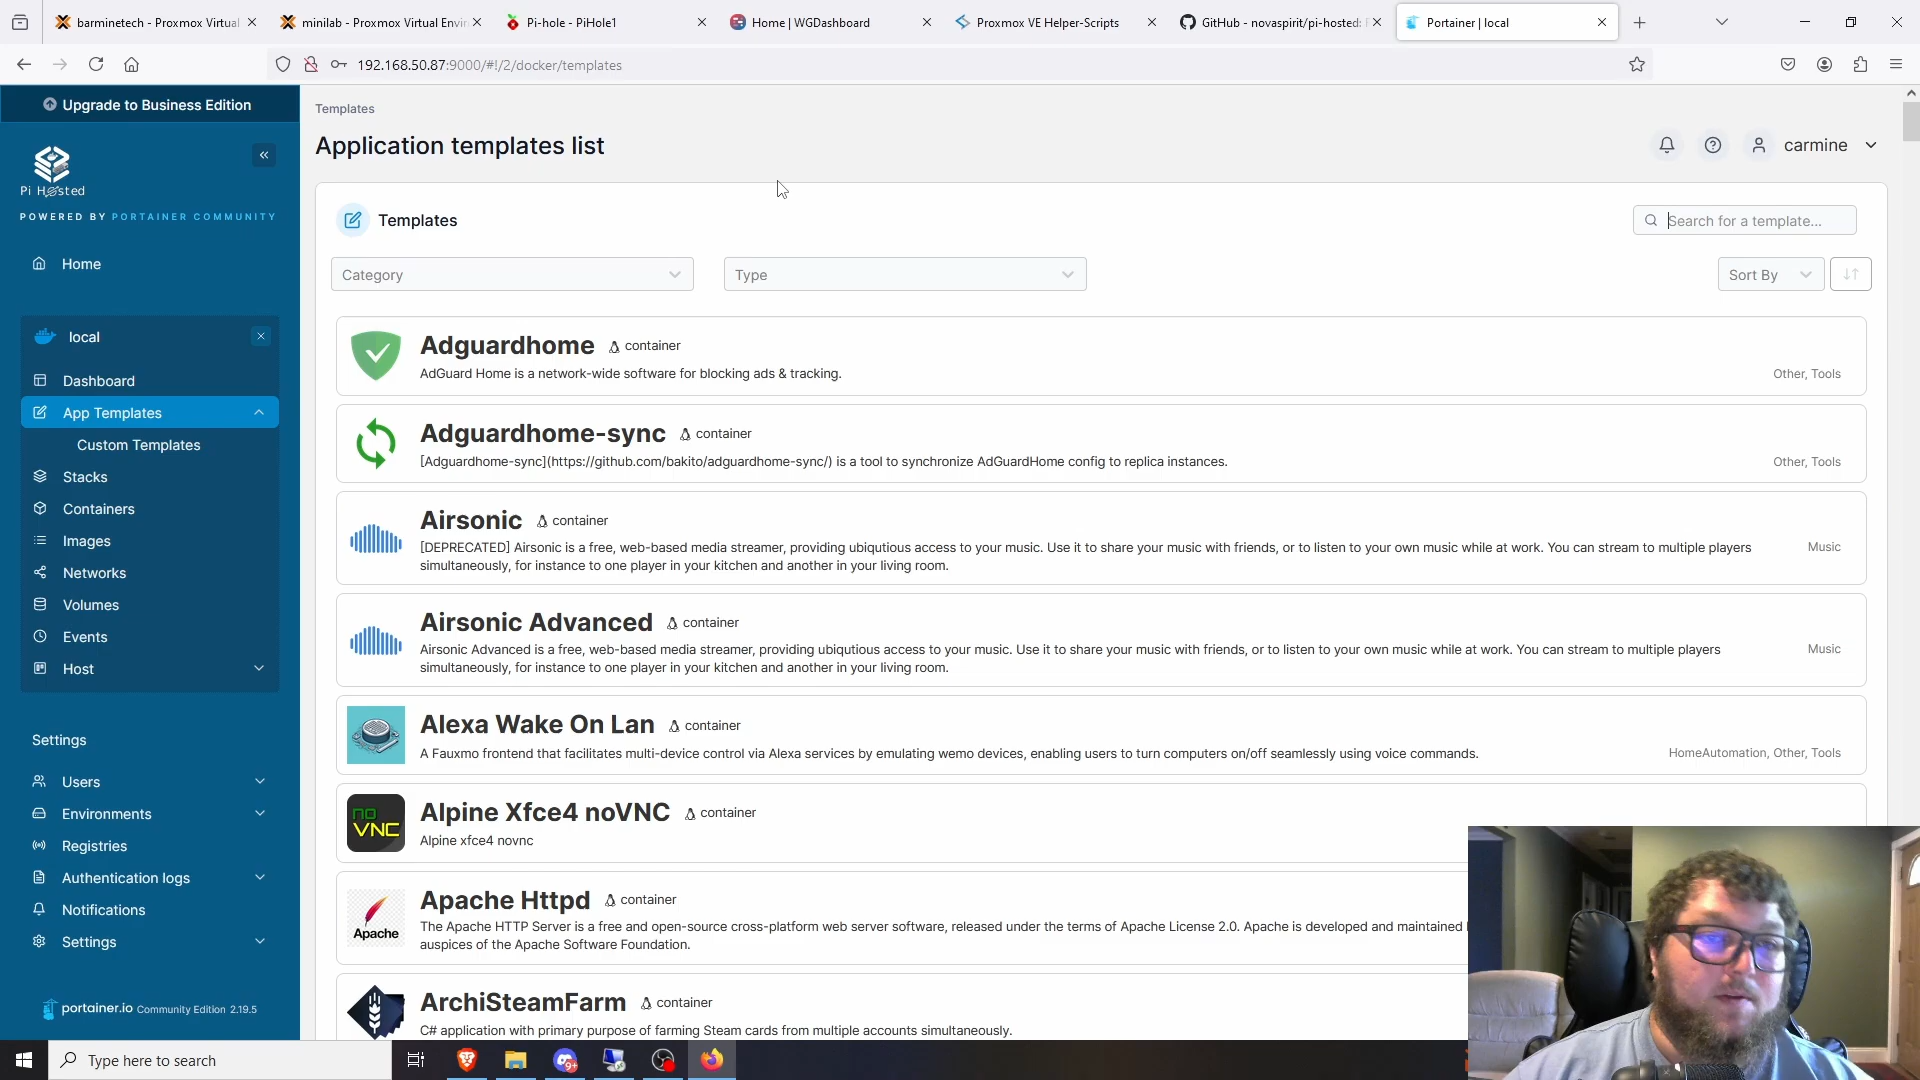 barminetech - Proxmox Virtual
minilab - Proxmox Virtual Envir
Pi-hole - PiHole1
Home | WGDashboard
Proxmox VE Helper-Scripts
GitHub - novaspirit/pi-hosted:
Portainer | local
192.168.50.87:9000/#!/2/docker/templates
Upgrade to Business Edition
Pi Hosted
POWERED BY PORTAINER COMMUNITY
Home
local
Dashboard
App Templates
Custom Templates
Stacks
Containers
Images
Networks
Volumes
Events
Host
Settings
Users
Environments
Registries
Authentication logs
Notifications
Settings
portainer.io Community Edition 2.19.5
Templates
Application templates list
carmine
Templates
Search for a template...
Category
Type
Sort By
Adguardhome container
AdGuard Home is a network-wide software for blocking ads & tracking.
Other, Tools
Adguardhome-sync container
[Adguardhome-sync](https://github.com/bakito/adguardhome-sync/) is a tool to synchronize AdGuardHome config to replica instances.
Other, Tools
Airsonic container
[DEPRECATED] Airsonic is a free, web-based media streamer, providing ubiqutious access to your music. Use it to share your music with friends, or to listen to your own music while at work. You can stream to multiple players
simultaneously, for instance to one player in your kitchen and another in your living room.
Music
Airsonic Advanced container
Airsonic Advanced is a free, web-based media streamer, providing ubiqutious access to your music. Use it to share your music with friends, or to listen to your own music while at work. You can stream to multiple players
simultaneously, for instance to one player in your kitchen and another in your living room.
Music
Alexa Wake On Lan container
A Fauxmo frontend that facilitates multi-device control via Alexa services by emulating wemo devices, enabling users to turn computers on/off seamlessly using voice commands.
HomeAutomation, Other, Tools
no
VNC
Alpine Xfce4 noVNC container
Alpine xfce4 novnc
Apache
Apache Httpd container
The Apache HTTP Server is a free and open-source cross-platform web server software, released under the terms of Apache License 2.0. Apache is developed and maintained
auspices of the Apache Software Foundation.
ArchiSteamFarm container
C# application with primary purpose of farming Steam cards from multiple accounts simultaneously.
Type here to search
9+